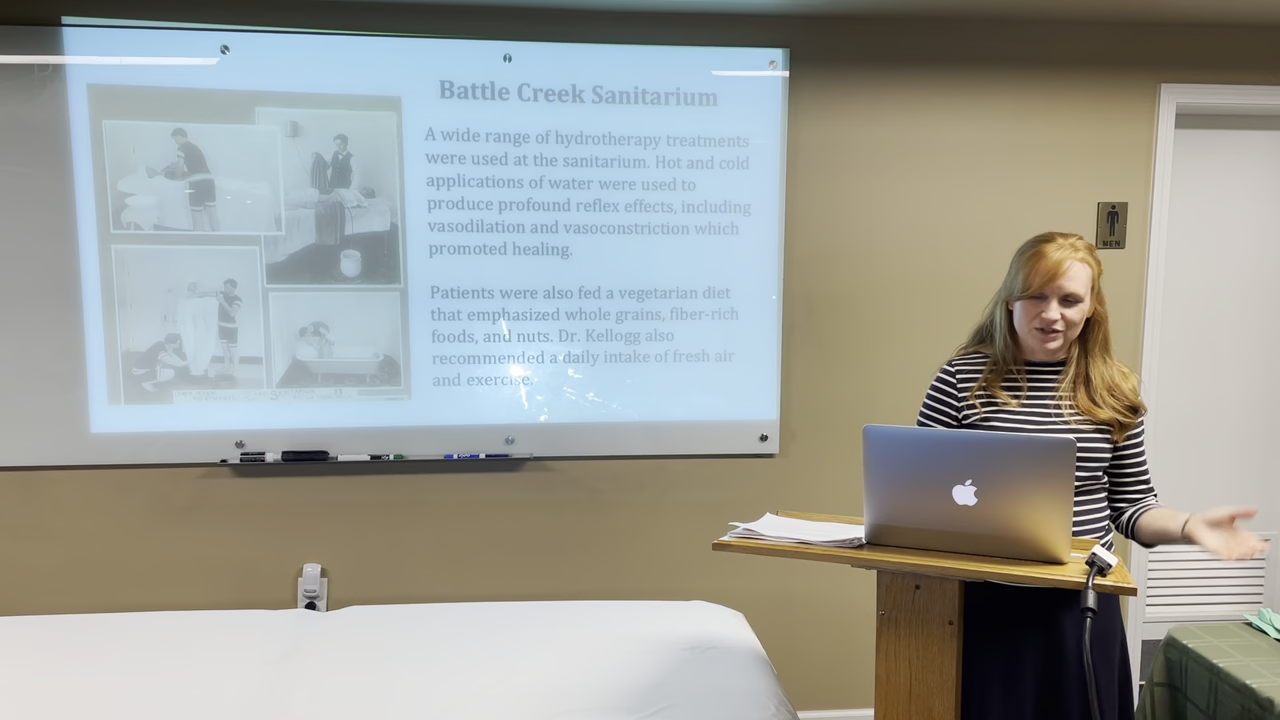 Battle Creek Sanitarium
A wide range of hydrotherapy treatments
were used at the sanitarium. Hot and cold
applications of water were used to
produce profound reflex effects, including
vasodilation and vasoconstriction which
promoted healing.
Patients were also fed a vegetarian diet
that emphasized whole grains, fiber-rich
foods, and nuts. Dr. Kellogg also
recommended a daily intake of fresh air
and exercise.
MEN